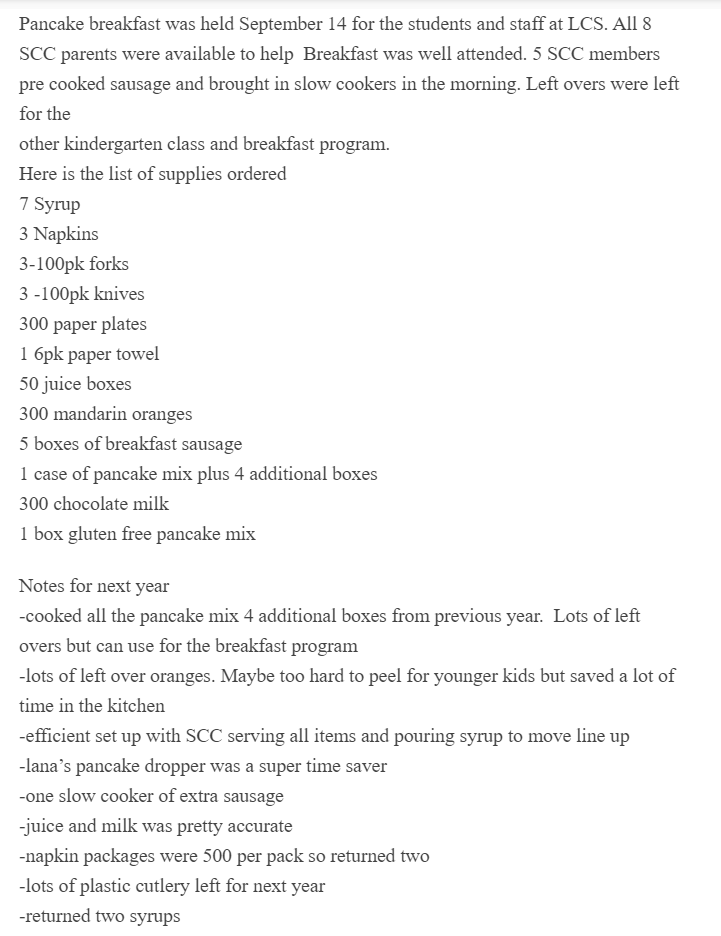 Pancake breakfast was held September 14 for the students and staff at LCS. All 8
SCC parents were available to help  Breakfast was well attended. 5 SCC members
pre cooked sausage and brought in slow cookers in the morning. Left overs were left
for the
other kindergarten class and breakfast program.
Here is the list of supplies ordered
7 Syrup
3 Napkins
3-100pk forks
3 -100pk knives
300 paper plates
1 6pk paper towel
50 juice boxes
300 mandarin oranges
5 boxes of breakfast sausage
1 case of pancake mix plus 4 additional boxes
300 chocolate milk
1 box gluten free pancake mix
Notes for next year
-cooked all the pancake mix 4 additional boxes from previous year.  Lots of left
overs but can use for the breakfast program
-lots of left over oranges. Maybe too hard to peel for younger kids but saved a lot of
time in the kitchen
-efficient set up with SCC serving all items and pouring syrup to move line up
-lana’s pancake dropper was a super time saver
-one slow cooker of extra sausage
-juice and milk was pretty accurate
-napkin packages were 500 per pack so returned two
-lots of plastic cutlery left for next year
-returned two syrups